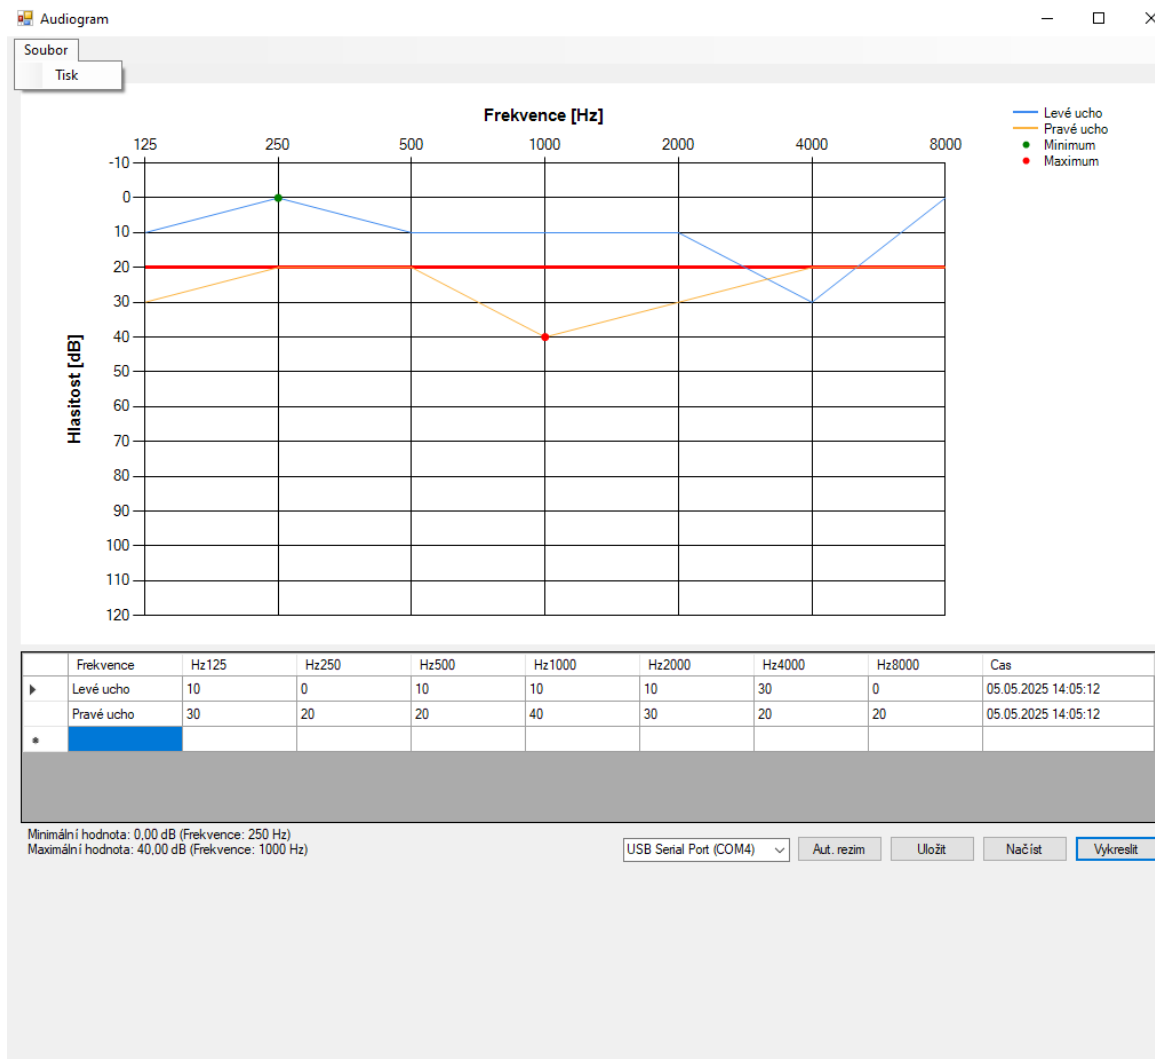 Audiogram
Soubor
Tisk
Frekvence [Hz]
125 250 500 1000 2000 4000 8000
Levé ucho
Pravé ucho
Minimum
Maximum
Hlasitost [dB]
-10
0
10
20
30
40
50
60
70
80
90
100
110
120
Frekvence Hz125 Hz250 Hz500 Hz1000 Hz2000 Hz4000 Hz8000 Cas
Levé ucho 10 0 10 10 10 30 0 05.05.2025 14:05:12
Pravé ucho 30 20 20 40 30 20 20 05.05.2025 14:05:12
Minimální hodnota: 0,00 dB (Frekvence: 250 Hz)
Maximální hodnota: 40,00 dB (Frekvence: 1000 Hz)
USB Serial Port (COM4) Aut. rezim Uložit Načíst Vykreslit